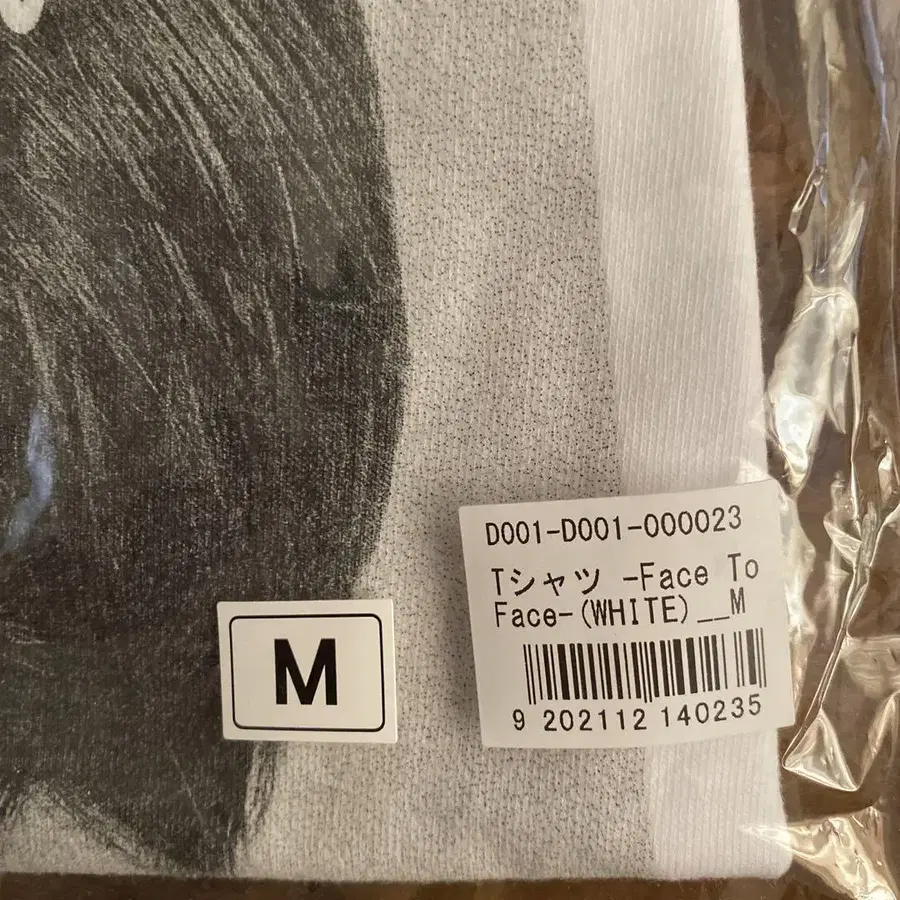 D001-D001-000023
Tシャツ -Face To
Face-(WHITE)__M
9 202112 140235
M